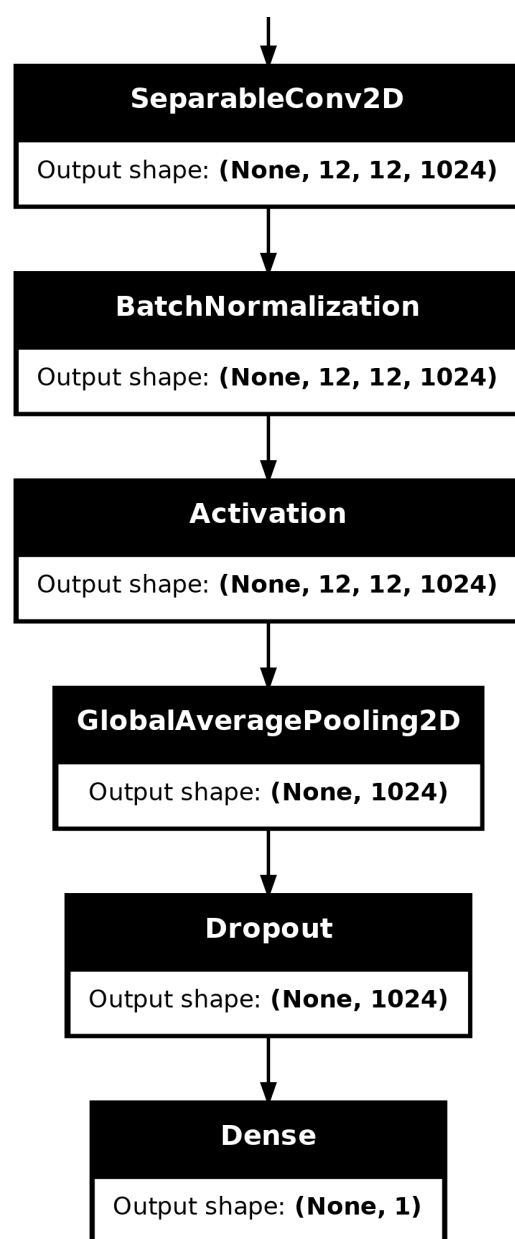 SeparableConv2D
Output shape: (None, 12, 12, 1024)
BatchNormalization
Output shape: (None, 12, 12, 1024)
Activation
Output shape: (None, 12, 12, 1024)
GlobalAveragePooling2D
Output shape: (None, 1024)
Dropout
Output shape: (None, 1024)
Dense
Output shape: (None, 1)